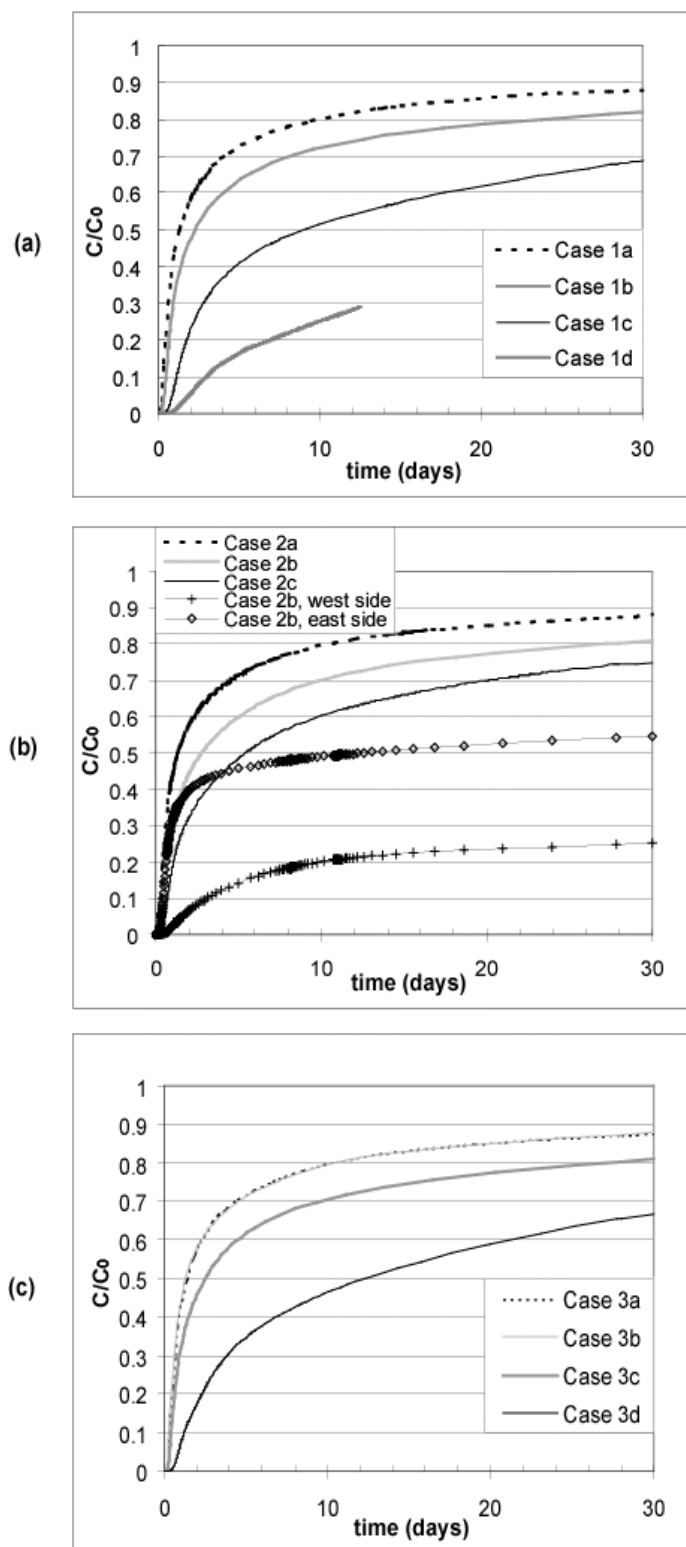 (a)
C/Co
1
0.9
0.8
0.7
0.6
0.5
0.4
0.3
0.2
0.1
0
0 10 20 30
time (days)
Case 1a
Case 1b
Case 1c
Case 1d
(b)
C/Co
Case 2a
Case 2b
Case 2c
Case 2b, west side
Case 2b, east side
1
0.9
0.8
0.7
0.6
0.5
0.4
0.3
0.2
0.1
0
0 10 20 30
time (days)
(c)
C/Co
1
0.9
0.8
0.7
0.6
0.5
0.4
0.3
0.2
0.1
0
0 10 20 30
time (days)
Case 3a
Case 3b
Case 3c
Case 3d